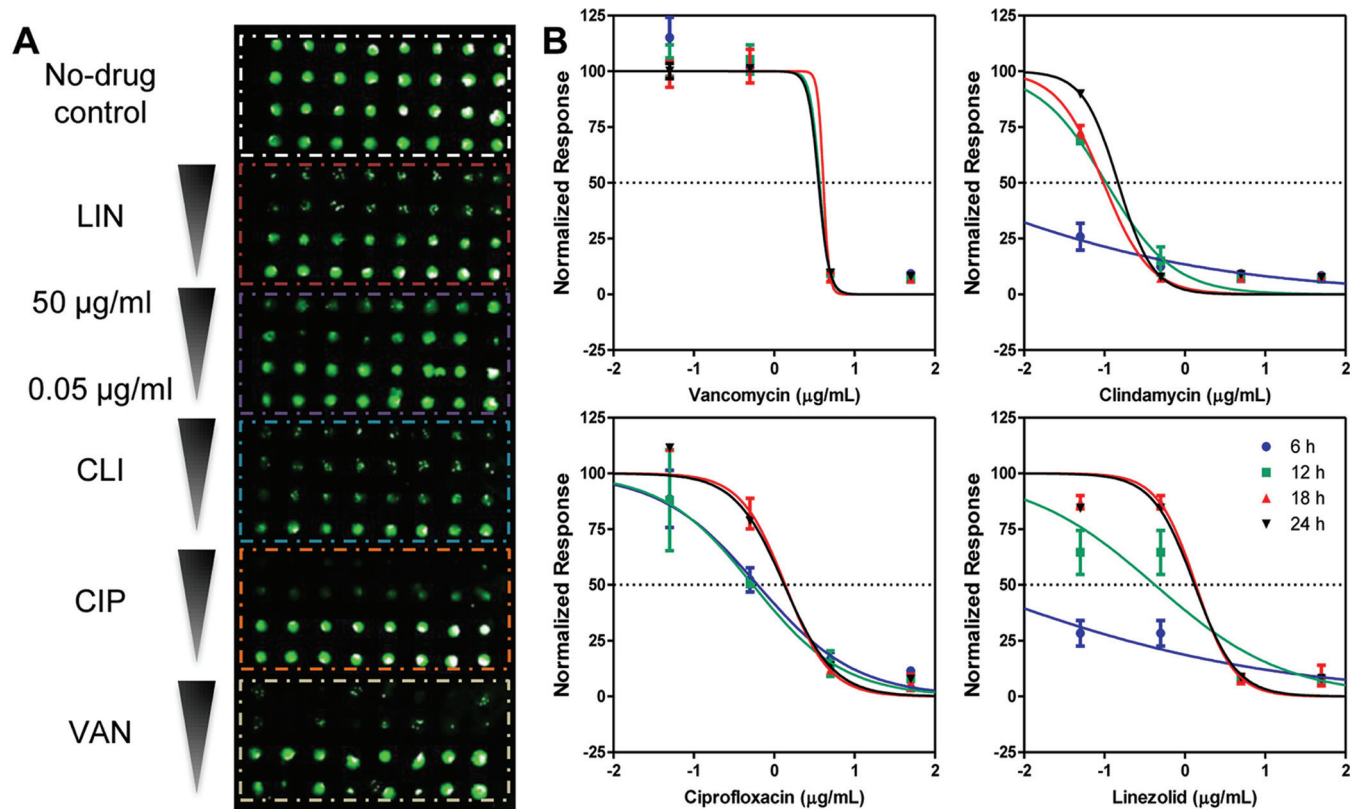 A
No-drug
control
LIN
50 µg/ml
0.05 µg/ml
CLI
CIP
VAN
B
Normalized Response
125
100
75
50
25
0
-25
-2 -1 0 1 2
Vancomycin (µg/mL)
Normalized Response
125
100
75
50
25
0
-25
-2 -1 0 1 2
Clindamycin (µg/mL)
Normalized Response
125
100
75
50
25
0
-25
-2 -1 0 1 2
Ciprofloxacin (µg/mL)
Normalized Response
125
100
75
50
25
0
-25
6 h
12 h
18 h
24 h
-2 -1 0 1 2
Linezolid (µg/mL)